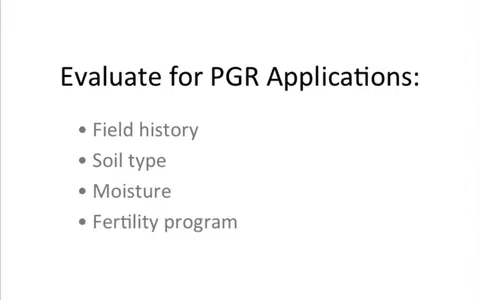 Evaluate for PGR Applications:
• Field history
• Soil type
• Moisture
• Fertility program